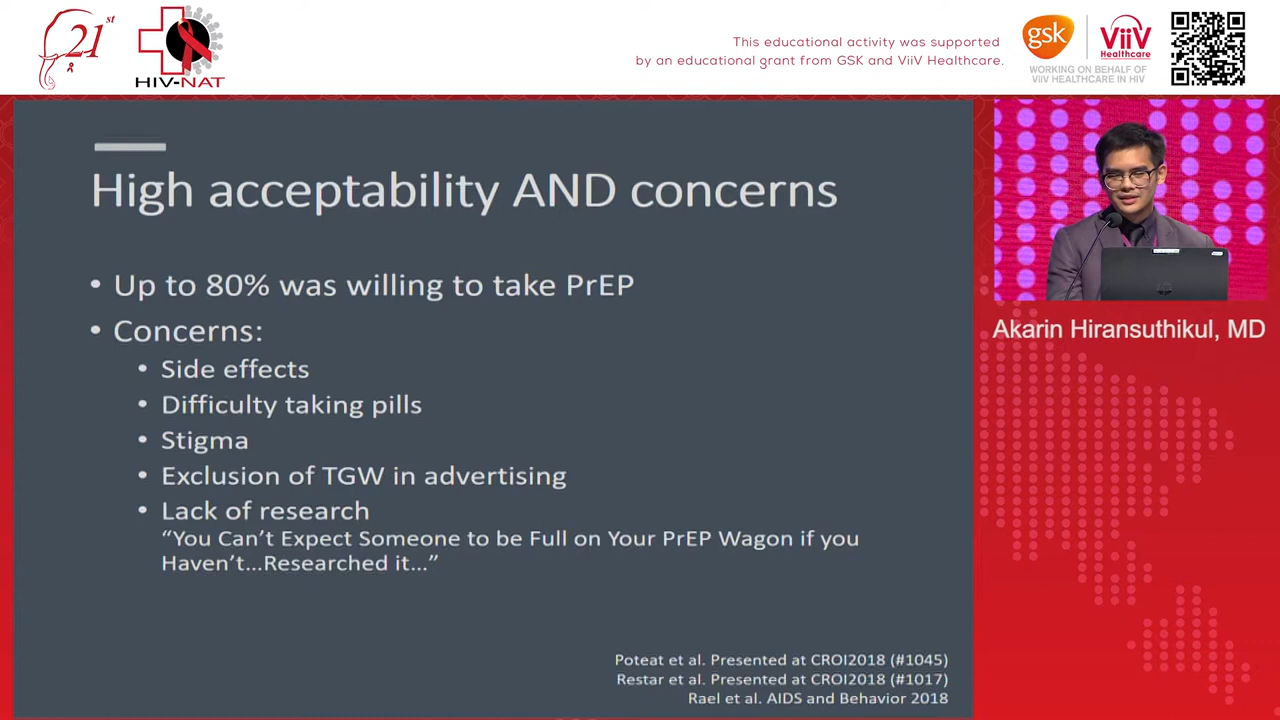 21st
HIV-NAT
This educational activity was supported
by an educational grant from GSK and ViiV Healthcare.
gsk
ViiV
Healthcare
WORKING ON BEHALF OF
VIIV HEALTHCARE IN HIV
High acceptability AND concerns
• Up to 80% was willing to take PrEP
• Concerns:
• Side effects
• Difficulty taking pills
• Stigma
• Exclusion of TGW in advertising
• Lack of research
“You Can’t Expect Someone to be Full on Your PrEP Wagon if you
Haven’t...Researched it...”
Poteat et al. Presented at CROI2018 (#1045)
Restar et al. Presented at CROI2018 (#1017)
Rael et al. AIDS and Behavior 2018
Akarin Hiransuthikul, MD